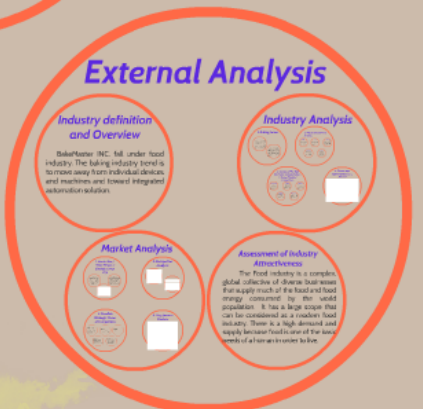 External Analysis
Industry definition
and Overview
BakeMaster INC. fall under food
industry. The baking industry trend is
to move away from individual devices
and machines and toward integrated
automation solution.
Industry Analysis
Market Analysis
Assessment of Industry
Attractiveness
The Food industry is a complex,
global collective of diverse businesses
that supply much of the food and food
energy consumed by the world
population. It has a large scope that
can be considered as a modern food
industry. There is a high demand and
supply because food is one of the basic
needs of a human in order to live.